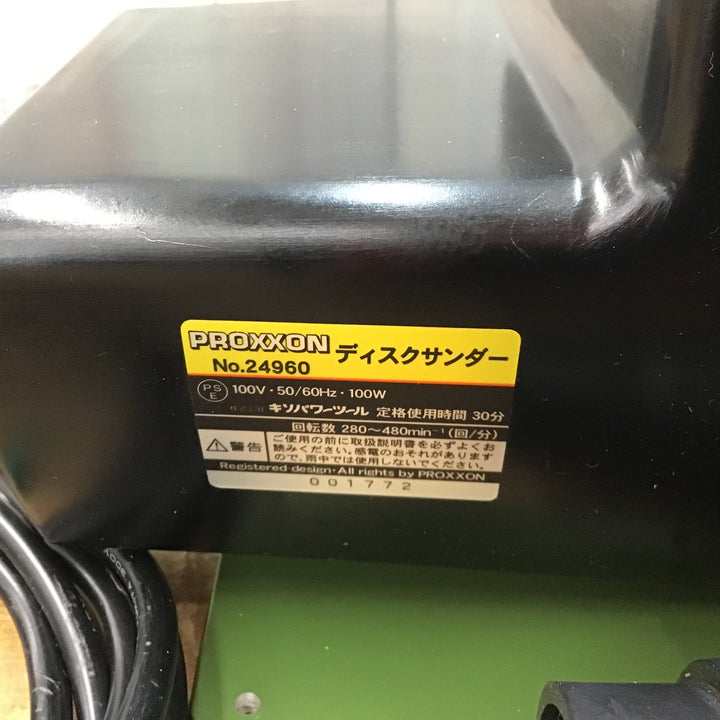 PROXXON ディスクサンダー
No.24960
PS E 100V・50/60Hz・100W
キソパワーツール 定格使用時間 30分
回転数 280〜480min⁻¹(回/分)
警告 ご使用の前に取扱説明書を必ずよくお
読みください。感電のおそれがあります
ので、雨中では使用しないでください。
Registered design・All rights by PROXXON
001772